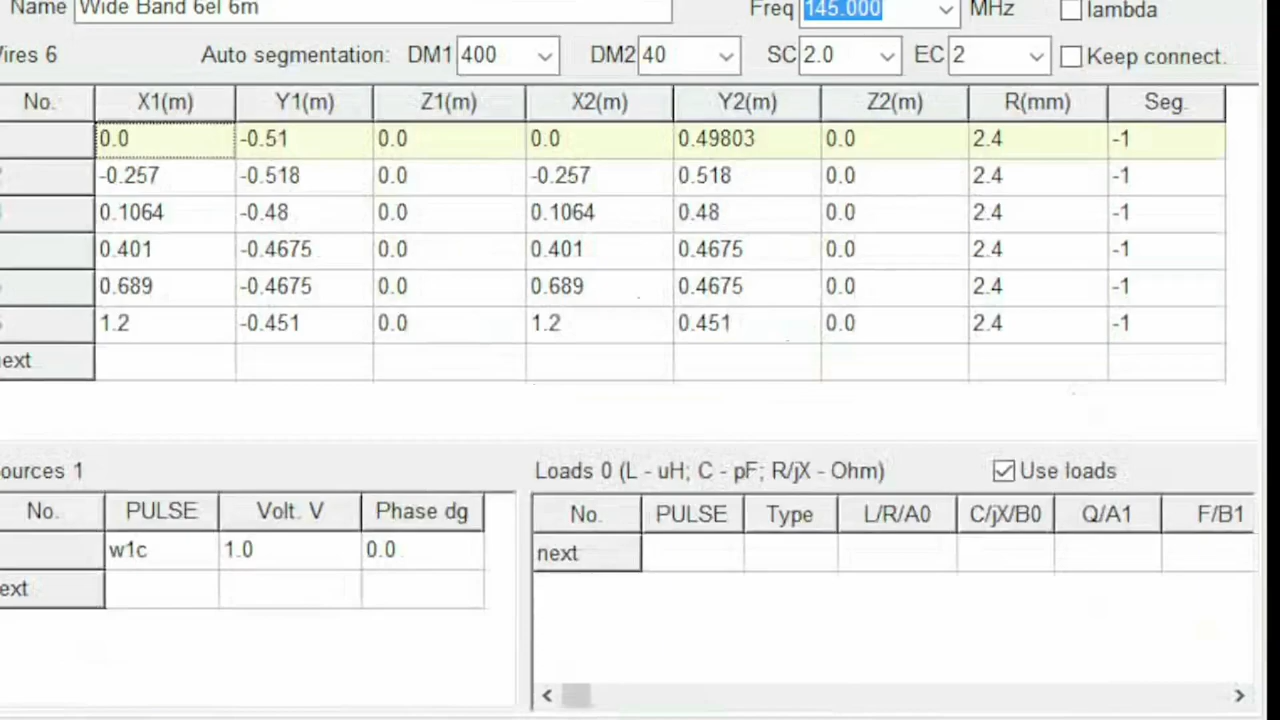 Name Wide Band 6el 6m Freq 145.000 MHz lambda
ires 6 Auto segmentation: DM1 400 DM2 40 SC 2.0 EC 2 Keep connect.
No. X1(m) Y1(m) Z1(m) X2(m) Y2(m) Z2(m) R(mm) Seg.
0.0 -0.51 0.0 0.0 0.49803 0.0 2.4 -1
-0.257 -0.518 0.0 -0.257 0.518 0.0 2.4 -1
0.1064 -0.48 0.0 0.1064 0.48 0.0 2.4 -1
0.401 -0.4675 0.0 0.401 0.4675 0.0 2.4 -1
0.689 -0.4675 0.0 0.689 0.4675 0.0 2.4 -1
1.2 -0.451 0.0 1.2 0.451 0.0 2.4 -1
ext
ources 1 Loads 0 (L - uH; C - pF; R/jX - Ohm) Use loads
No. PULSE Volt. V Phase dg No. PULSE Type L/R/A0 C/jX/B0 Q/A1 F/B1
w1c 1.0 0.0 next
ext